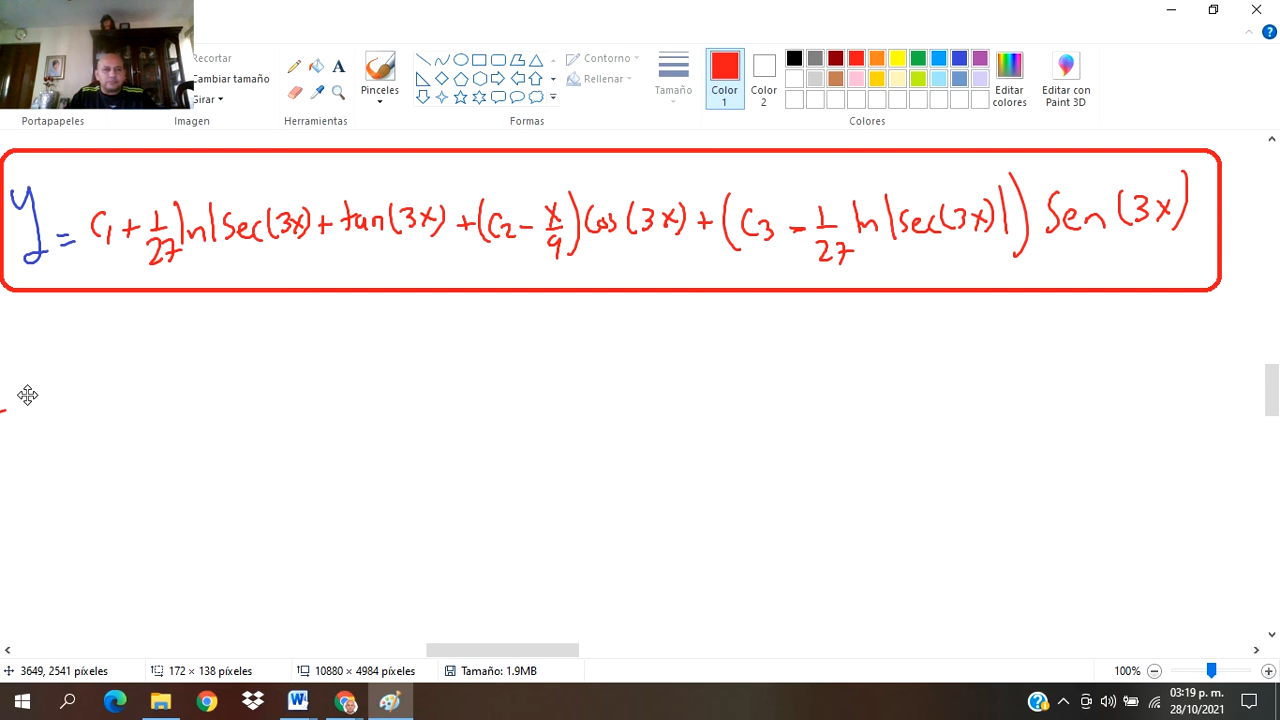 Recortar
Cambiar tamaño
Girar
Contorno
Rellenar
Pinceles
Tamaño
Color 1
Color 2
Editar colores
Editar con Paint 3D
Portapapeles
Imagen
Herramientas
Formas
Colores
y = C₁ + 1/27 ln|sec(3x) + tan(3x) + (C₂ - x/9) Cos(3x) + (C₃ - 1/27 ln|sec(3x)|) Sen(3x)
3649, 2541 píxeles
172 × 138 píxeles
10880 × 4984 píxeles
Tamaño: 1.9MB
100%
03:19 p. m.
28/10/2021